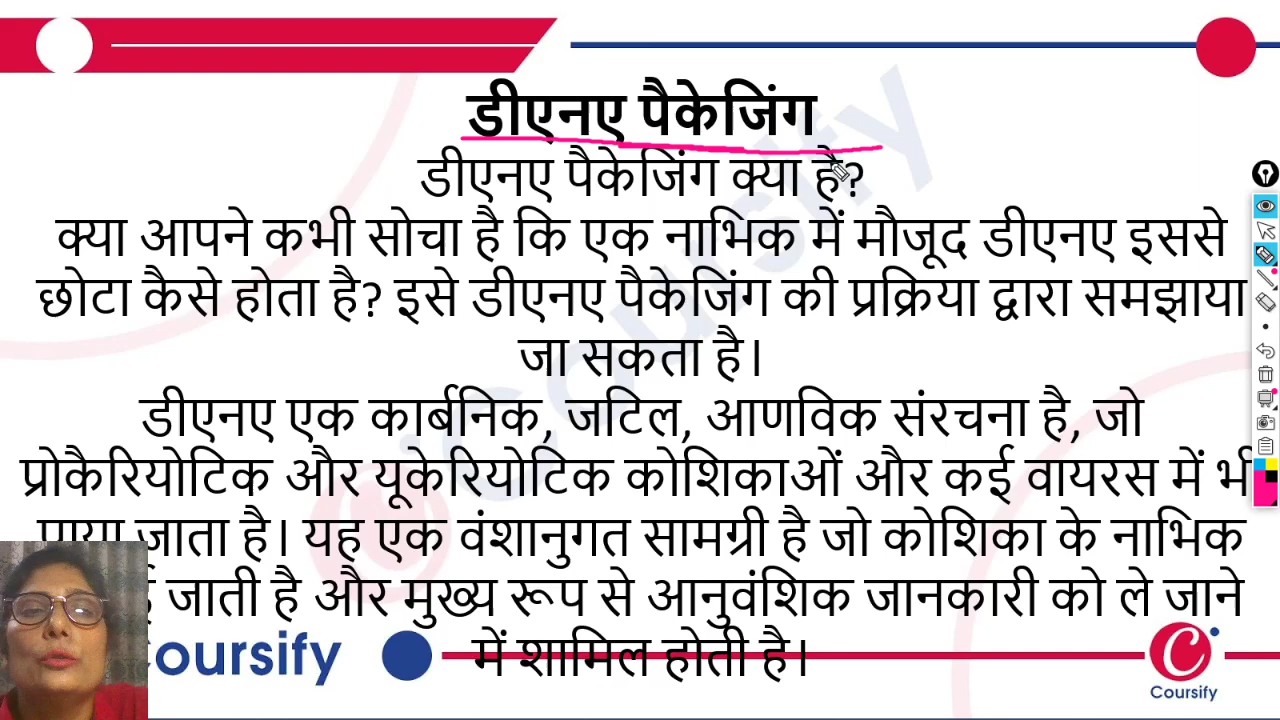 डीएनए पैकेजिंग
डीएनए पैकेजिंग क्या है?
क्या आपने कभी सोचा है कि एक नाभिक में मौजूद डीएनए इससे
छोटा कैसे होता है? इसे डीएनए पैकेजिंग की प्रक्रिया द्वारा समझाया
जा सकता है।
डीएनए एक कार्बनिक, जटिल, आणविक संरचना है, जो
प्रोकैरियोटिक और यूकेरियोटिक कोशिकाओं और कई वायरस में भी
पाया जाता है। यह एक वंशानुगत सामग्री है जो कोशिका के नाभिक
जाती है और मुख्य रूप से आनुवंशिक जानकारी को ले जाने
में शामिल होती है।
oursify
Coursify